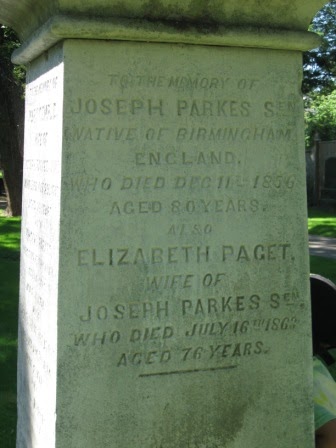 TO THE MEMORY OF
JOSEPH PARKES SEN
NATIVE OF BIRMINGHAM
ENGLAND,
WHO DIED DEC 11TH 1856
AGED 80 YEARS.
ALSO
ELIZABETH PAGET,
WIFE OF
JOSEPH PARKES SEN.
WHO DIED JULY 16TH 1863
AGED 76 YEARS.